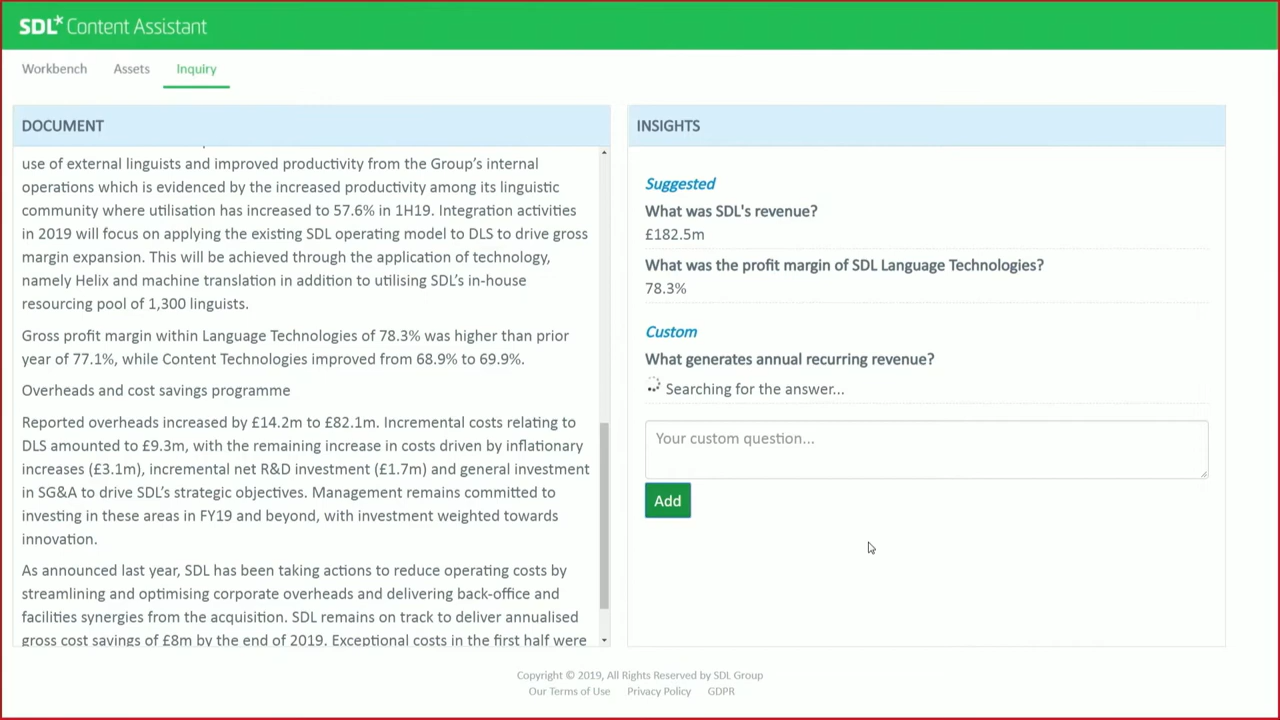 SDL* Content Assistant
Workbench Assets Inquiry
DOCUMENT
use of external linguists and improved productivity from the Group's internal
operations which is evidenced by the increased productivity among its linguistic
community where utilisation has increased to 57.6% in 1H19. Integration activities
in 2019 will focus on applying the existing SDL operating model to DLS to drive gross
margin expansion. This will be achieved through the application of technology,
namely Helix and machine translation in addition to utilising SDL's in-house
resourcing pool of 1,300 linguists.
Gross profit margin within Language Technologies of 78.3% was higher than prior
year of 77.1%, while Content Technologies improved from 68.9% to 69.9%.
Overheads and cost savings programme
Reported overheads increased by £14.2m to £82.1m. Incremental costs relating to
DLS amounted to £9.3m, with the remaining increase in costs driven by inflationary
increases (£3.1m), incremental net R&D investment (£1.7m) and general investment
in SG&A to drive SDL's strategic objectives. Management remains committed to
investing in these areas in FY19 and beyond, with investment weighted towards
innovation.
As announced last year, SDL has been taking actions to reduce operating costs by
streamlining and optimising corporate overheads and delivering back-office and
facilities synergies from the acquisition. SDL remains on track to deliver annualised
gross cost savings of £8m by the end of 2019. Exceptional costs in the first half were
INSIGHTS
Suggested
What was SDL's revenue?
£182.5m
What was the profit margin of SDL Language Technologies?
78.3%
Custom
What generates annual recurring revenue?
Searching for the answer...
Your custom question...
Add
Copyright © 2019, All Rights Reserved by SDL Group
Our Terms of Use Privacy Policy GDPR